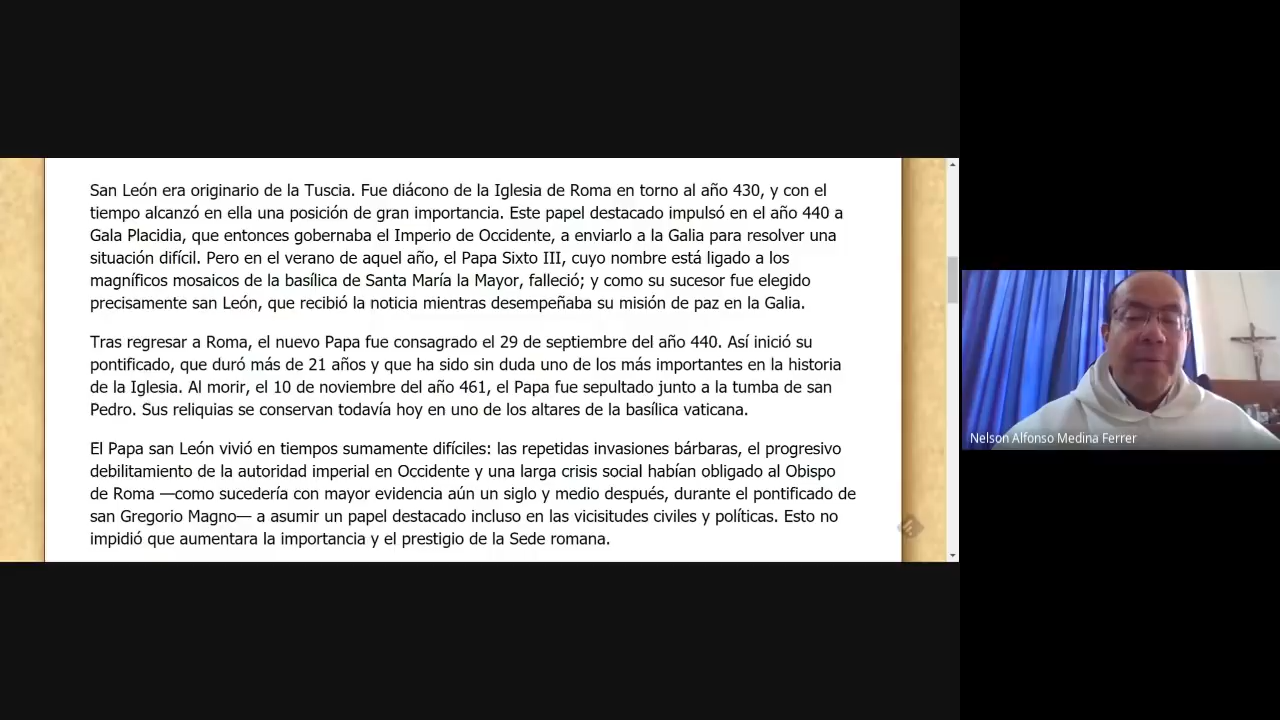 San León era originario de la Tuscia. Fue diácono de la Iglesia de Roma en torno al año 430, y con el
tiempo alcanzó en ella una posición de gran importancia. Este papel destacado impulsó en el año 440 a
Gala Placidia, que entonces gobernaba el Imperio de Occidente, a enviarlo a la Galia para resolver una
situación difícil. Pero en el verano de aquel año, el Papa Sixto III, cuyo nombre está ligado a los
magníficos mosaicos de la basílica de Santa María la Mayor, falleció; y como su sucesor fue elegido
precisamente san León, que recibió la noticia mientras desempeñaba su misión de paz en la Galia.
Tras regresar a Roma, el nuevo Papa fue consagrado el 29 de septiembre del año 440. Así inició su
pontificado, que duró más de 21 años y que ha sido sin duda uno de los más importantes en la historia
de la Iglesia. Al morir, el 10 de noviembre del año 461, el Papa fue sepultado junto a la tumba de san
Pedro. Sus reliquias se conservan todavía hoy en uno de los altares de la basílica vaticana.
El Papa san León vivió en tiempos sumamente difíciles: las repetidas invasiones bárbaras, el progresivo
debilitamiento de la autoridad imperial en Occidente y una larga crisis social habían obligado al Obispo
de Roma —como sucedería con mayor evidencia aún un siglo y medio después, durante el pontificado de
san Gregorio Magno— a asumir un papel destacado incluso en las vicisitudes civiles y políticas. Esto no
impidió que aumentara la importancia y el prestigio de la Sede romana.
Nelson Alfonso Medina Ferrer